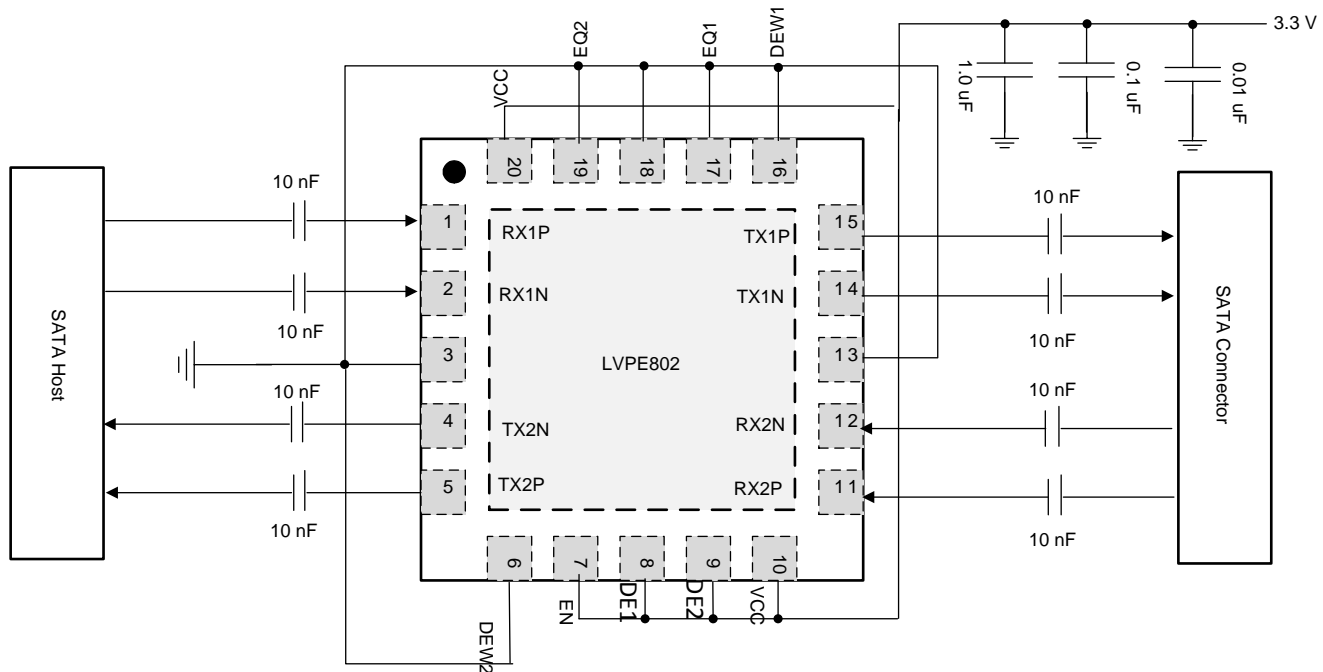 EQ2
EQ1
DEW1
3.3 V
VCC
1.0 uF
0.1 uF
0.01 uF
20
19
18
17
16
10 nF
10 nF
1
RX1P
TX1P
15
2
RX1N
TX1N
14
10 nF
10 nF
SATA Host
3
LVPE802
13
SATA Connector
10 nF
10 nF
4
TX2N
RX2N
12
5
TX2P
RX2P
11
10 nF
10 nF
6
7
8
9
10
DEW2
EN
DE1
DE2
VCC